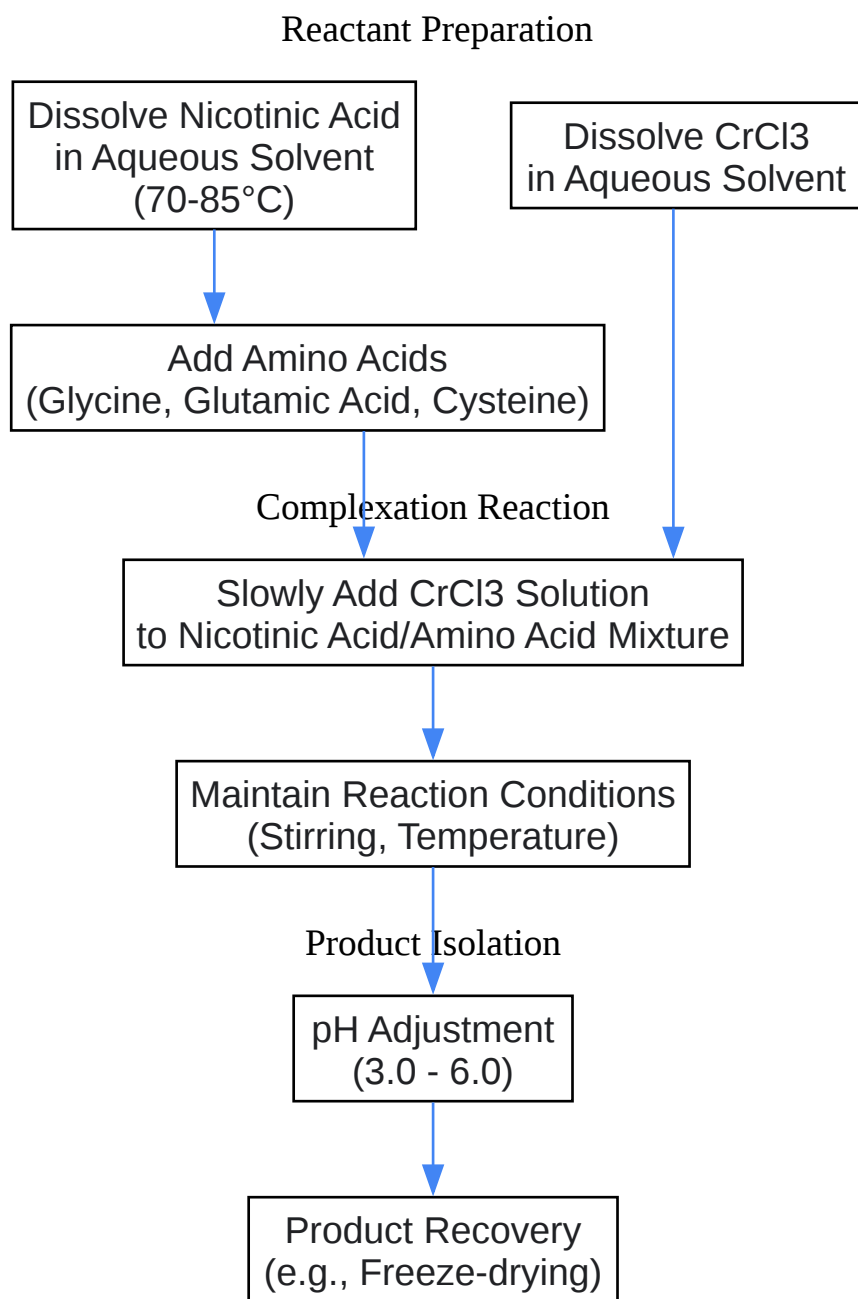 Reactant Preparation
Dissolve Nicotinic Acid
in Aqueous Solvent
(70-85°C)
Dissolve CrCl3
in Aqueous Solvent
Add Amino Acids
(Glycine, Glutamic Acid, Cysteine)
Complexation Reaction
Slowly Add CrCl3 Solution
to Nicotinic Acid/Amino Acid Mixture
Maintain Reaction Conditions
(Stirring, Temperature)
Product Isolation
pH Adjustment
(3.0 - 6.0)
Product Recovery
(e.g., Freeze-drying)